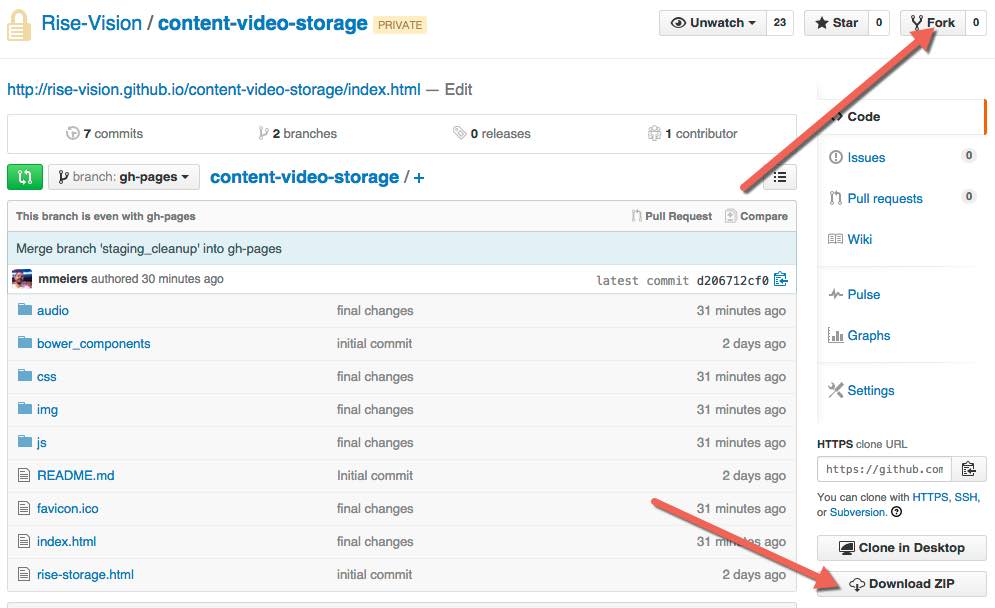 Rise-Vision / content-video-storage PRIVATE
Unwatch 23 Star 0 Fork 0
http://rise-vision.github.io/content-video-storage/index.html — Edit
7 commits 2 branches 0 releases 1 contributor
branch: gh-pages content-video-storage / +
This branch is even with gh-pages Pull Request Compare
Merge branch 'staging_cleanup' into gh-pages
mmeiers authored 30 minutes ago latest commit d206712cf0
audio final changes 31 minutes ago
bower_components initial commit 2 days ago
css final changes 31 minutes ago
img final changes 31 minutes ago
js final changes 31 minutes ago
README.md Initial commit 2 days ago
favicon.ico final changes 31 minutes ago
index.html final changes 31 minutes ago
rise-storage.html initial commit 2 days ago
Code
Issues 0
Pull requests 0
Wiki
Pulse
Graphs
Settings
HTTPS clone URL
https://github.com
You can clone with HTTPS, SSH,
or Subversion.
Clone in Desktop
Download ZIP